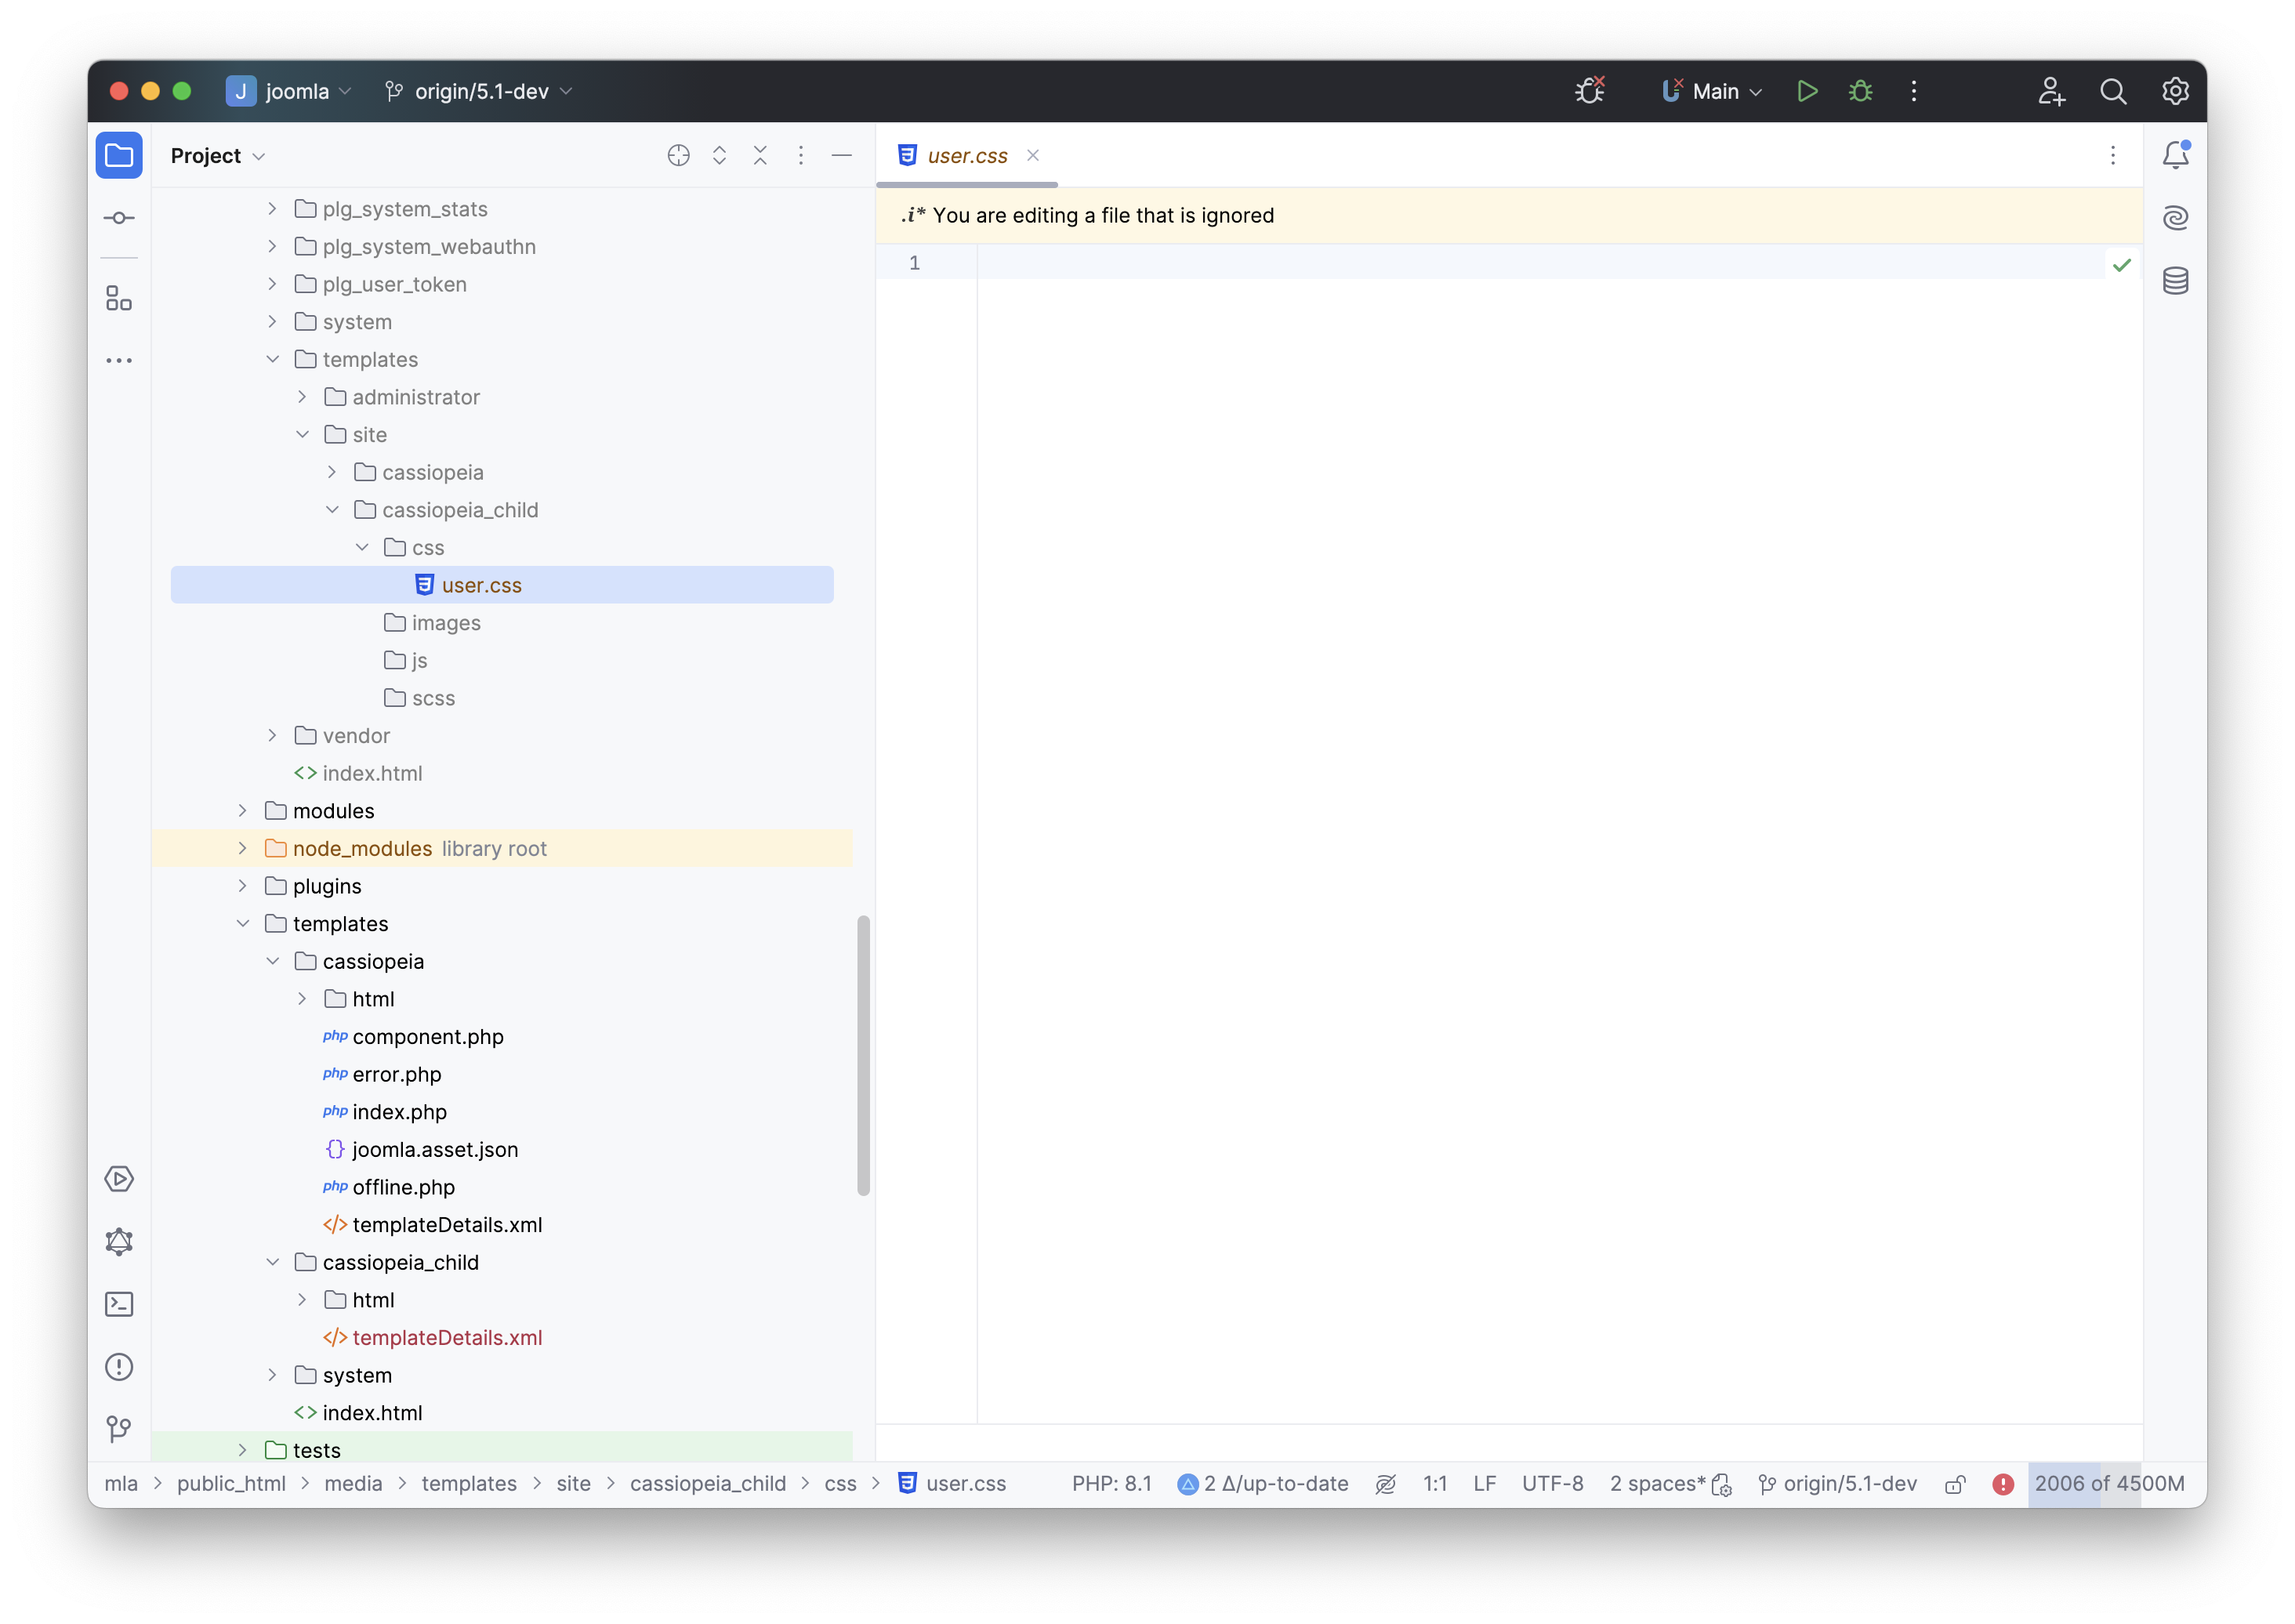 J joomla origin/5.1-dev Main
Project
plg_system_stats
plg_system_webauthn
plg_user_token
system
templates
administrator
site
cassiopeia
cassiopeia_child
css
user.css
images
js
scss
vendor
<> index.html
modules
node_modules library root
plugins
templates
cassiopeia
html
php component.php
php error.php
php index.php
{} joomla.asset.json
php offline.php
</> templateDetails.xml
cassiopeia_child
html
</> templateDetails.xml
system
<> index.html
tests
user.css
.i* You are editing a file that is ignored
1
mla > public_html > media > templates > site > cassiopeia_child > css > user.css PHP: 8.1 2 Δ/up-to-date 1:1 LF UTF-8 2 spaces* origin/5.1-dev 2006 of 4500M